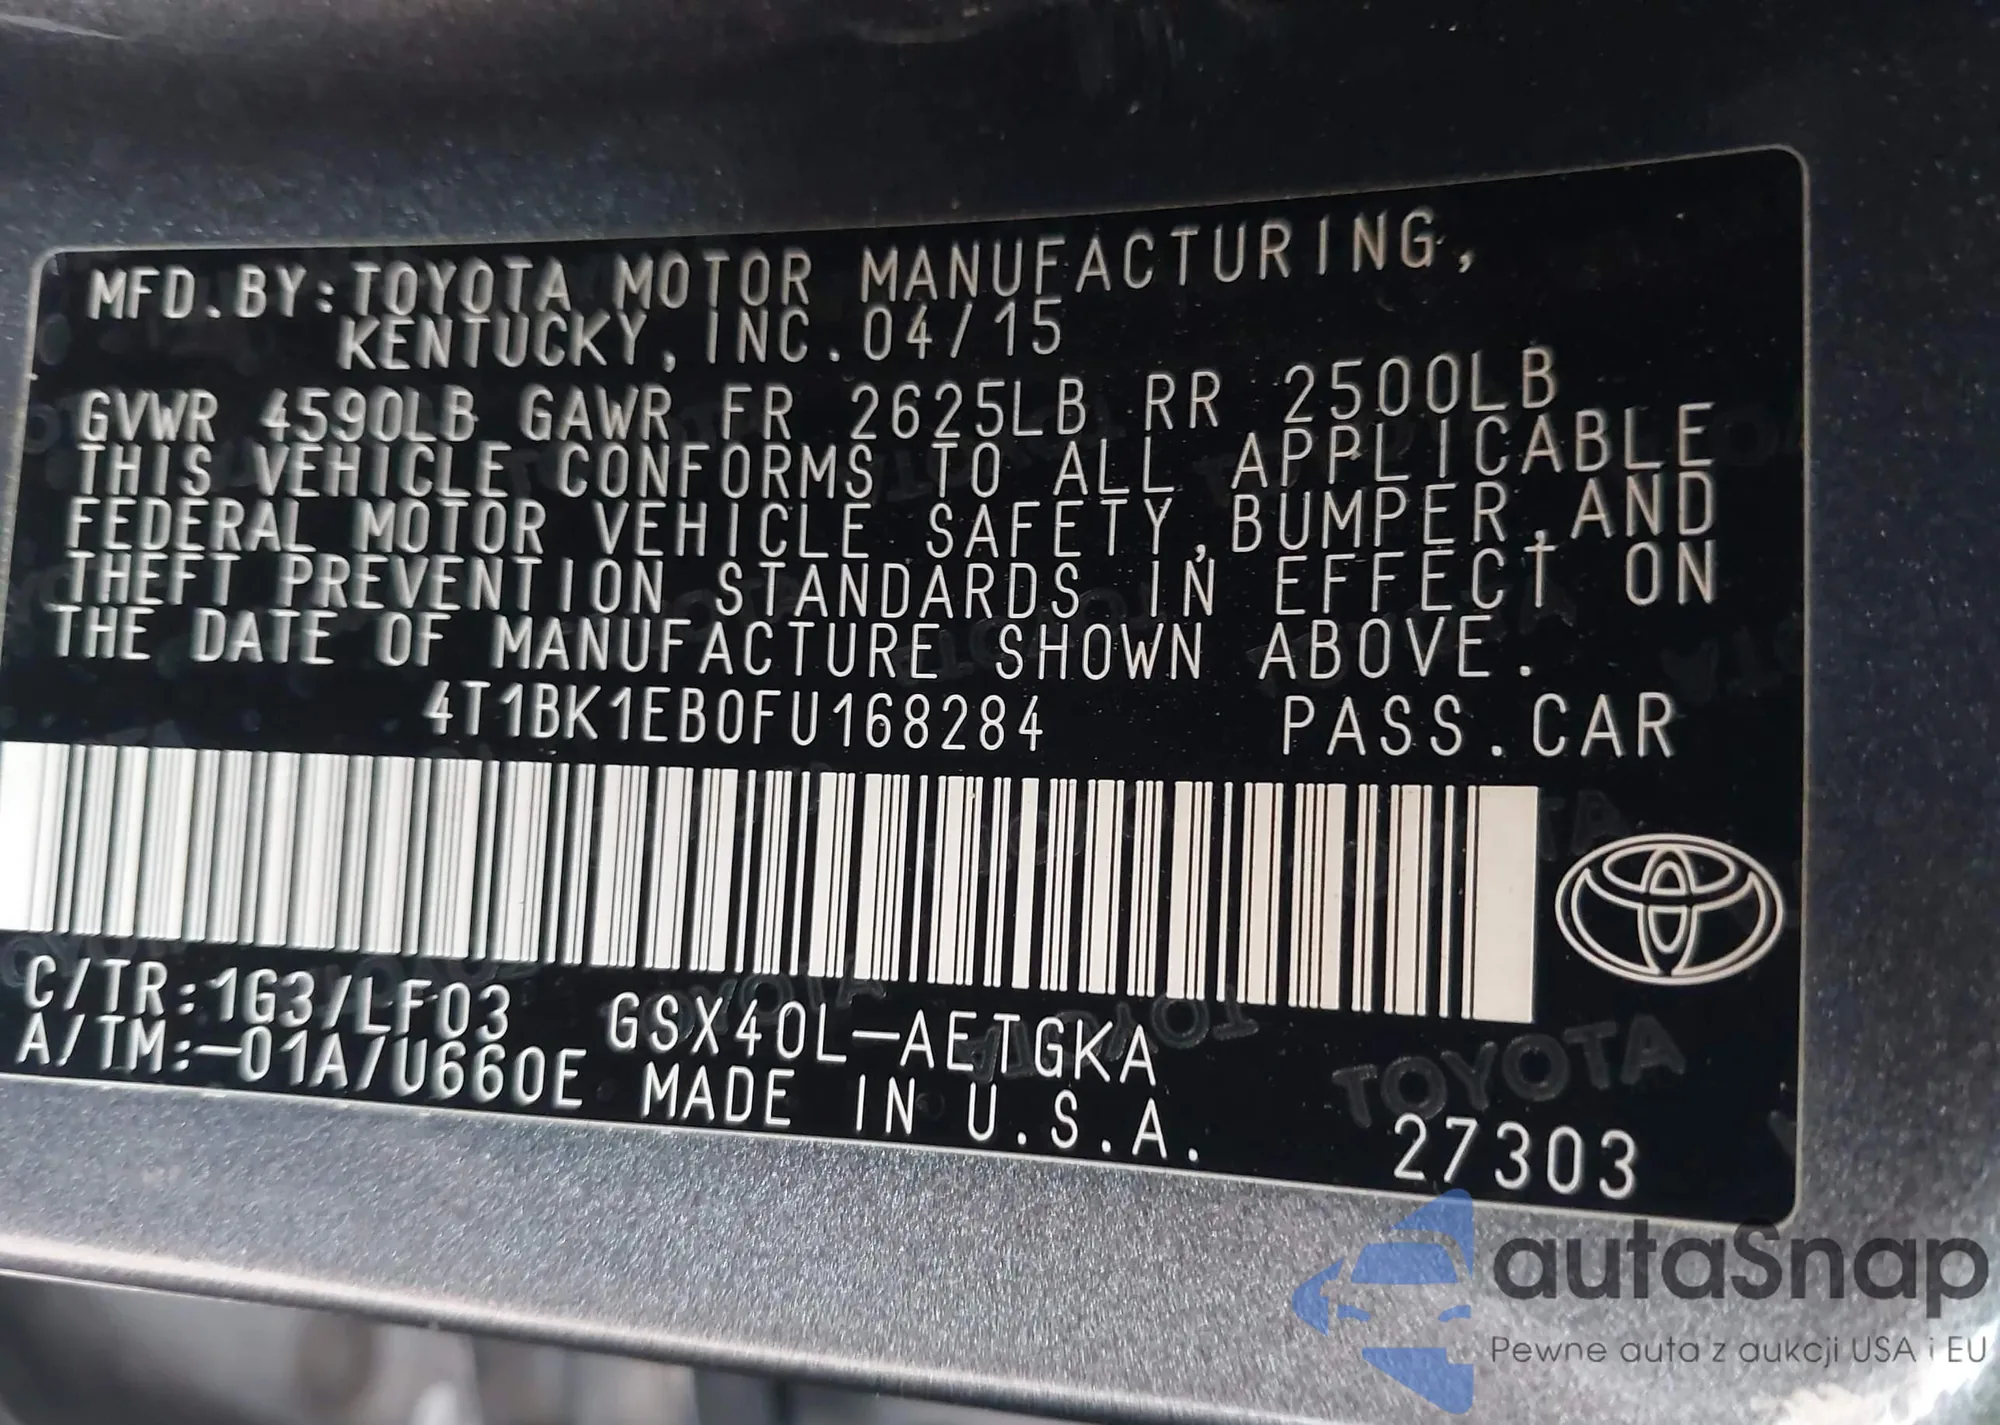 MFD.BY:TOYOTA MOTOR MANUFACTURING,
KENTUCKY, INC. 04/15
GVWR 4590LB GAWR FR 2625LB RR 2500LB
THIS VEHICLE CONFORMS TO ALL APPLICABLE
FEDERAL MOTOR VEHICLE SAFETY,BUMPER,AND
THEFT PREVENTION STANDARDS IN EFFECT ON
THE DATE OF MANUFACTURE SHOWN ABOVE.
4T1BK1EB0FU168284 PASS.CAR
C/TR:1G3/LF03 GSX40L-AETGKA
A/TM:-01A/U660E MADE IN U.S.A.
TOYOTA
27303
autaSnap
Pewne auta z aukcji USA i EU